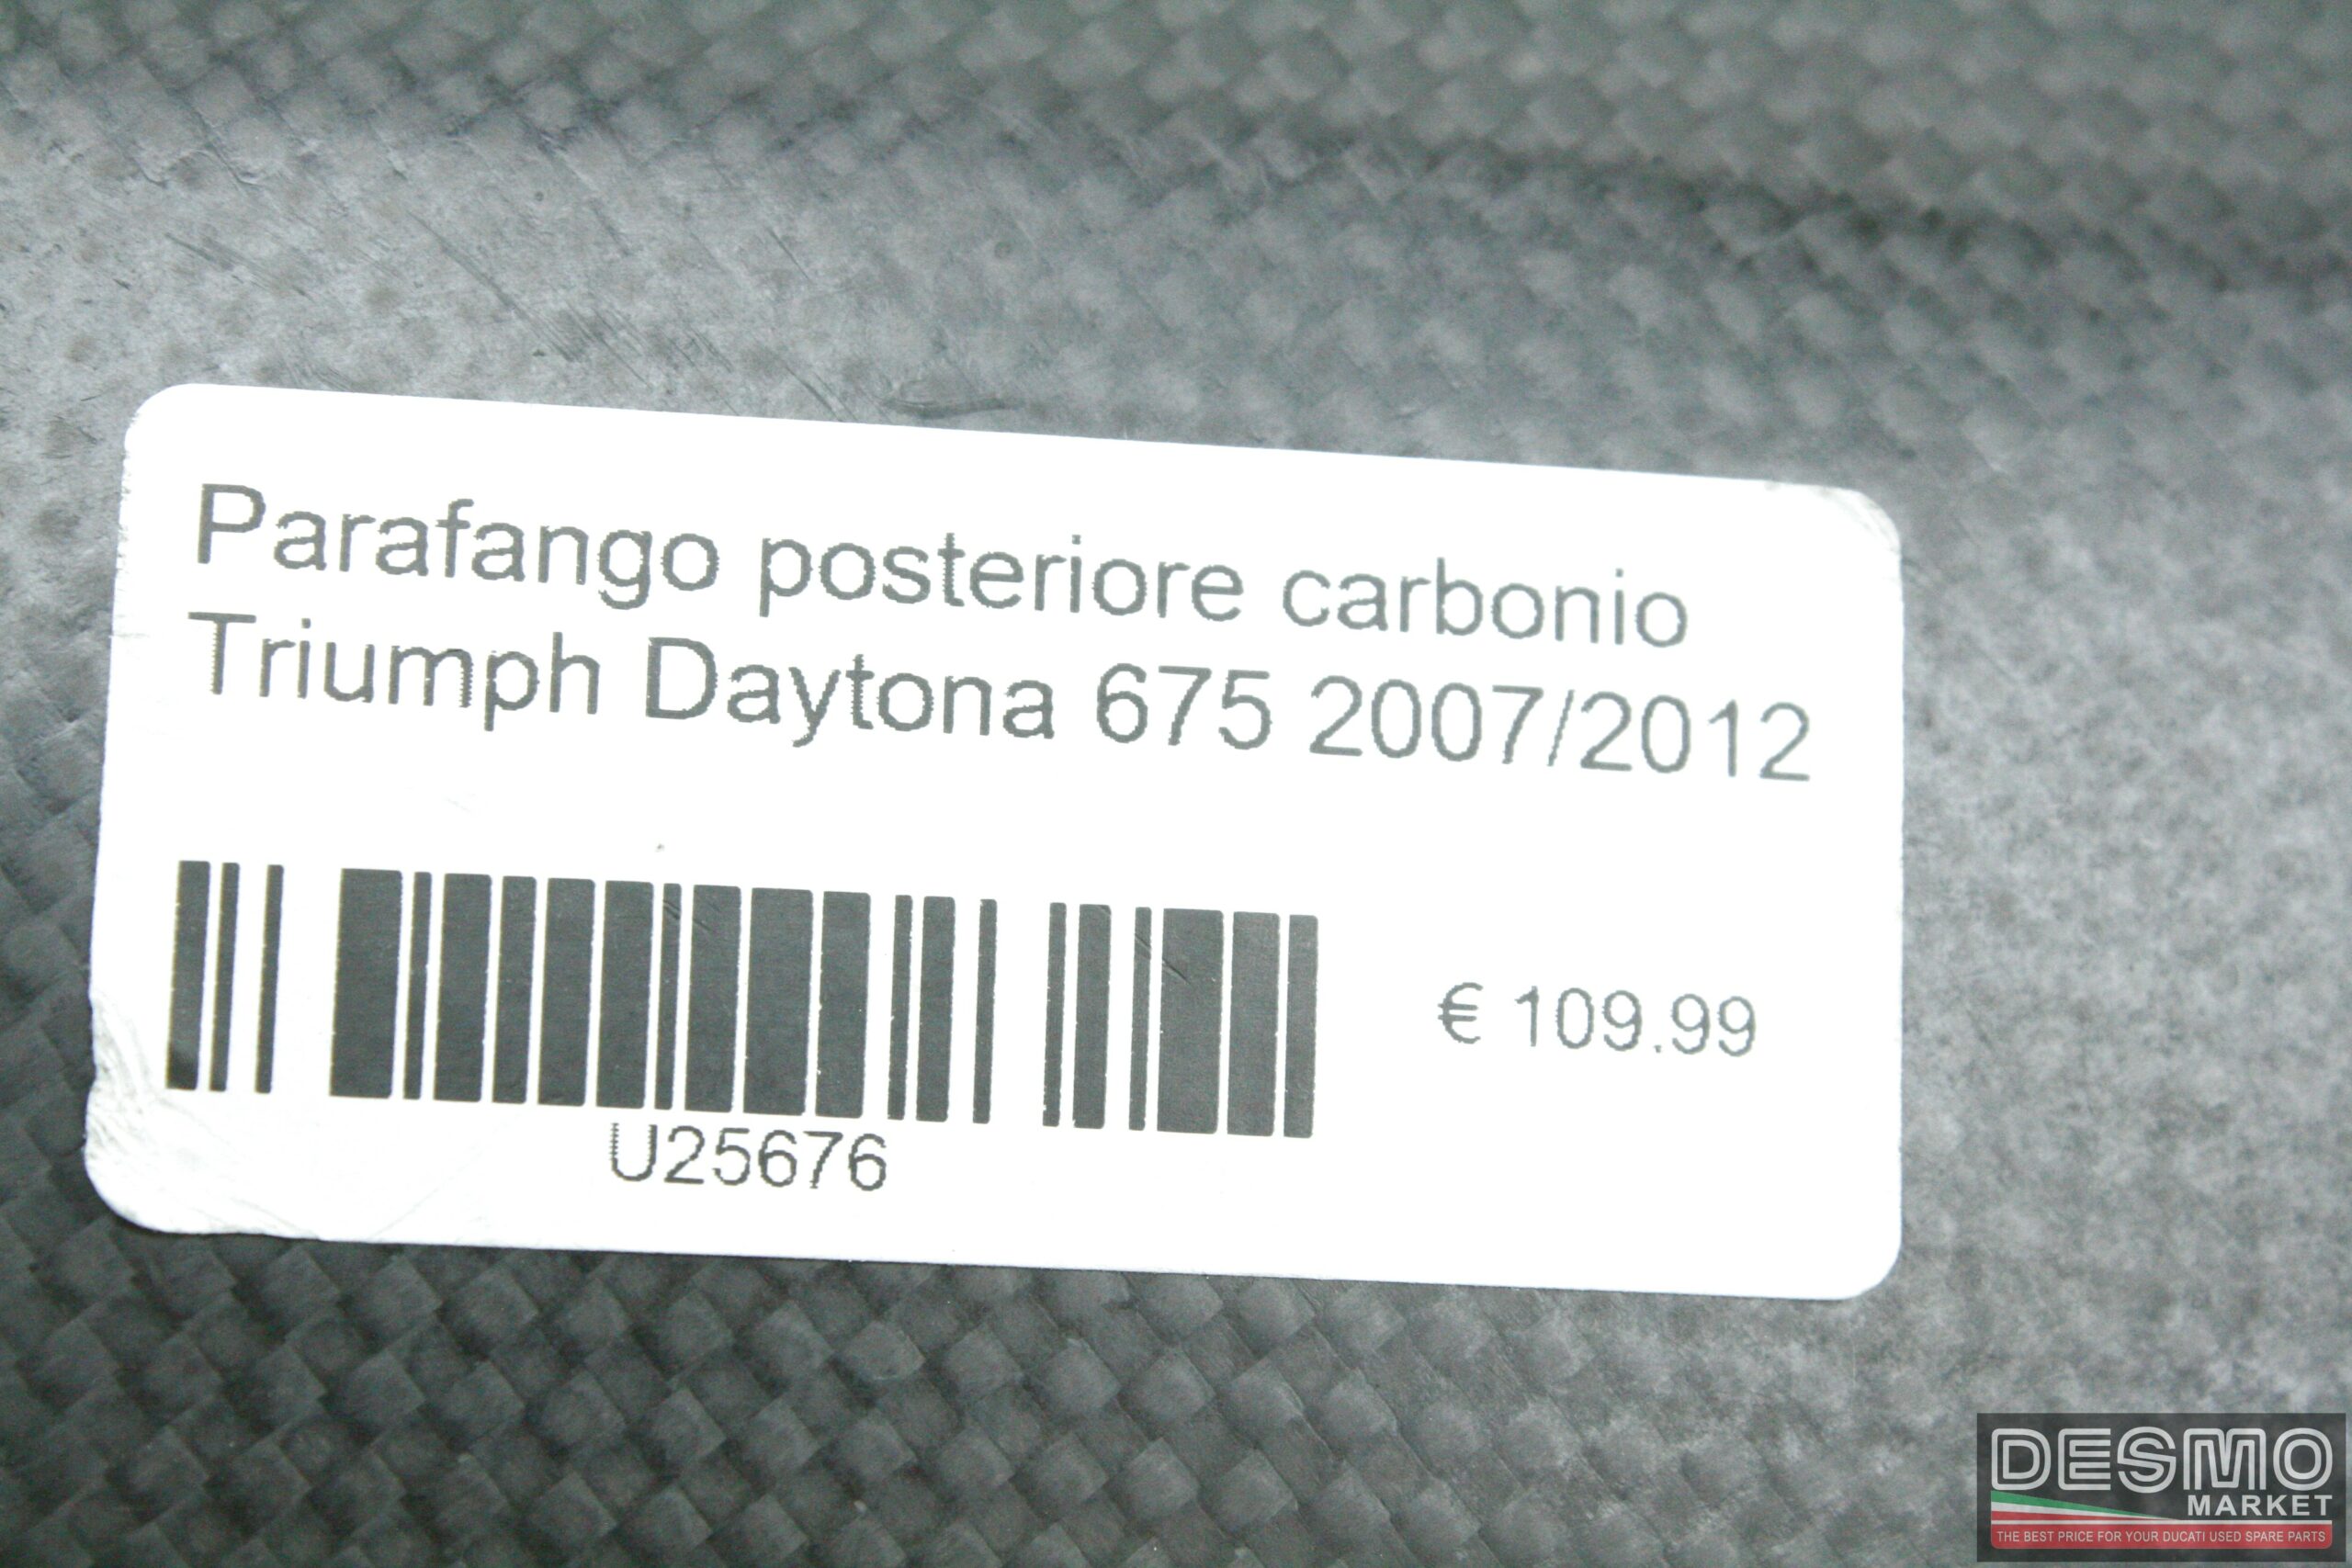 Parafango posteriore carbonio
Triumph Daytona 675 2007/2012
€ 109.99
U25676
DESMO
MARKET
THE BEST PRICE FOR YOUR DUCATI USED SPARE PARTS